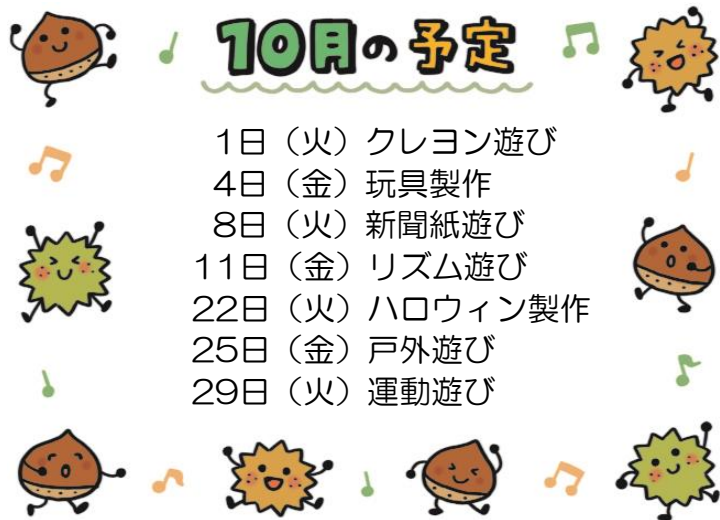 10月の予定
1日（火）クレヨン遊び
4日（金）玩具製作
8日（火）新聞紙遊び
11日（金）リズム遊び
22日（火）ハロウィン製作
25日（金）戸外遊び
29日（火）運動遊び